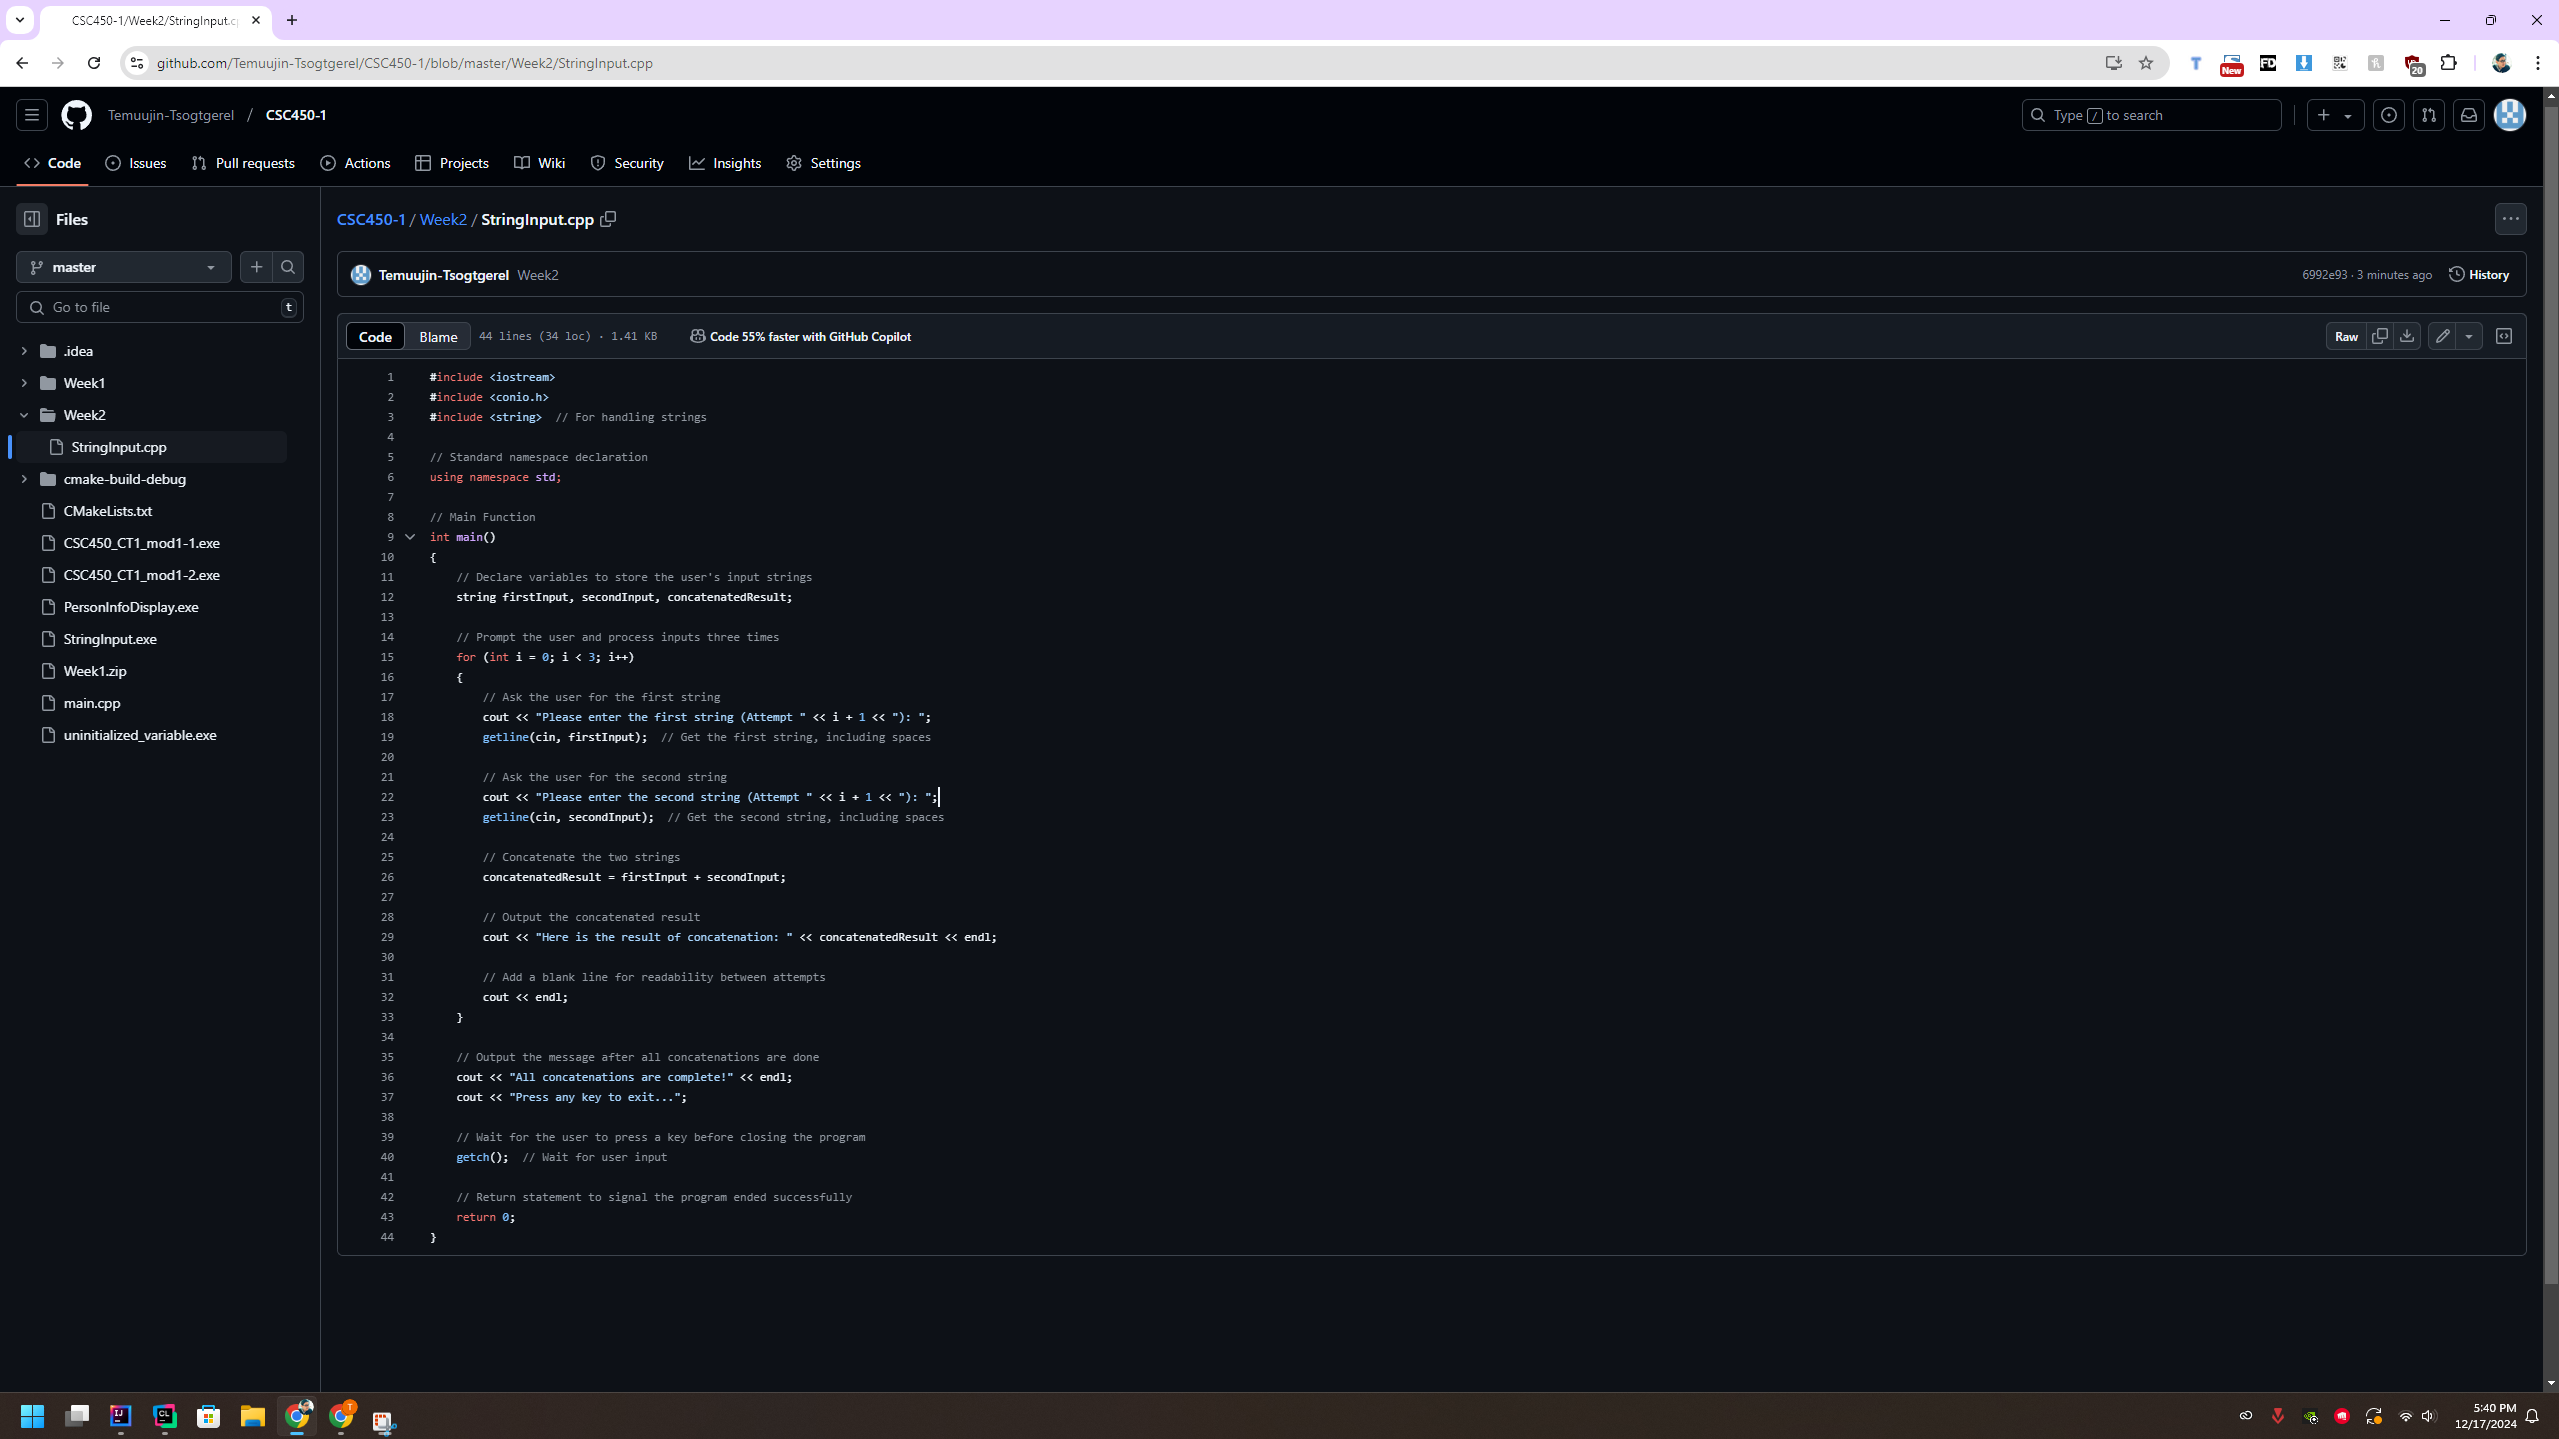 CSC450-1/Week2/StringInput.c
github.com/Temuujin-Tsogtgerel/CSC450-1/blob/master/Week2/StringInput.cpp
New
FD
20
Temuujin-Tsogtgerel / CSC450-1
Type / to search
Code Issues Pull requests Actions Projects Wiki Security Insights Settings
Files
CSC450-1 / Week2 / StringInput.cpp
master
Temuujin-Tsogtgerel Week2
6992e93 · 3 minutes ago History
Go to file t
Code Blame 44 lines (34 loc) · 1.41 KB Code 55% faster with GitHub Copilot
Raw
.idea
Week1
Week2
StringInput.cpp
cmake-build-debug
CMakeLists.txt
CSC450_CT1_mod1-1.exe
CSC450_CT1_mod1-2.exe
PersonInfoDisplay.exe
StringInput.exe
Week1.zip
main.cpp
uninitialized_variable.exe
1 #include <iostream>
2 #include <conio.h>
3 #include <string>  // For handling strings
4
5 // Standard namespace declaration
6 using namespace std;
7
8 // Main Function
9 int main()
10 {
11     // Declare variables to store the user's input strings
12     string firstInput, secondInput, concatenatedResult;
13
14     // Prompt the user and process inputs three times
15     for (int i = 0; i < 3; i++)
16     {
17         // Ask the user for the first string
18         cout << "Please enter the first string (Attempt " << i + 1 << "): ";
19         getline(cin, firstInput);  // Get the first string, including spaces
20
21         // Ask the user for the second string
22         cout << "Please enter the second string (Attempt " << i + 1 << "): ";
23         getline(cin, secondInput);  // Get the second string, including spaces
24
25         // Concatenate the two strings
26         concatenatedResult = firstInput + secondInput;
27
28         // Output the concatenated result
29         cout << "Here is the result of concatenation: " << concatenatedResult << endl;
30
31         // Add a blank line for readability between attempts
32         cout << endl;
33     }
34
35     // Output the message after all concatenations are done
36     cout << "All concatenations are complete!" << endl;
37     cout << "Press any key to exit...";
38
39     // Wait for the user to press a key before closing the program
40     getch();  // Wait for user input
41
42     // Return statement to signal the program ended successfully
43     return 0;
44 }
5:40 PM
12/17/2024